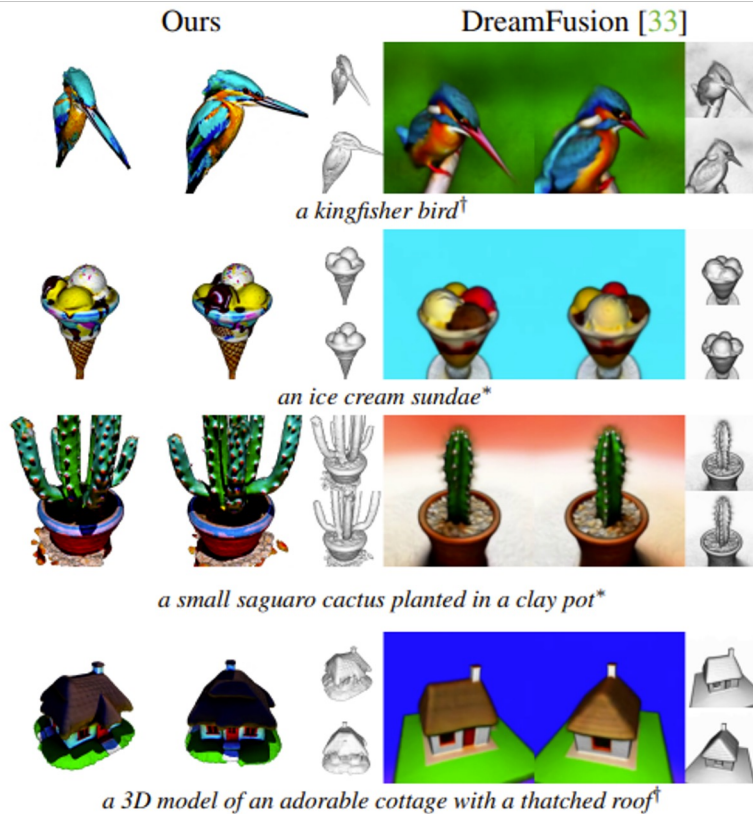 Ours DreamFusion [33]
a kingfisher bird†
an ice cream sundae*
a small saguaro cactus planted in a clay pot*
a 3D model of an adorable cottage with a thatched roof†